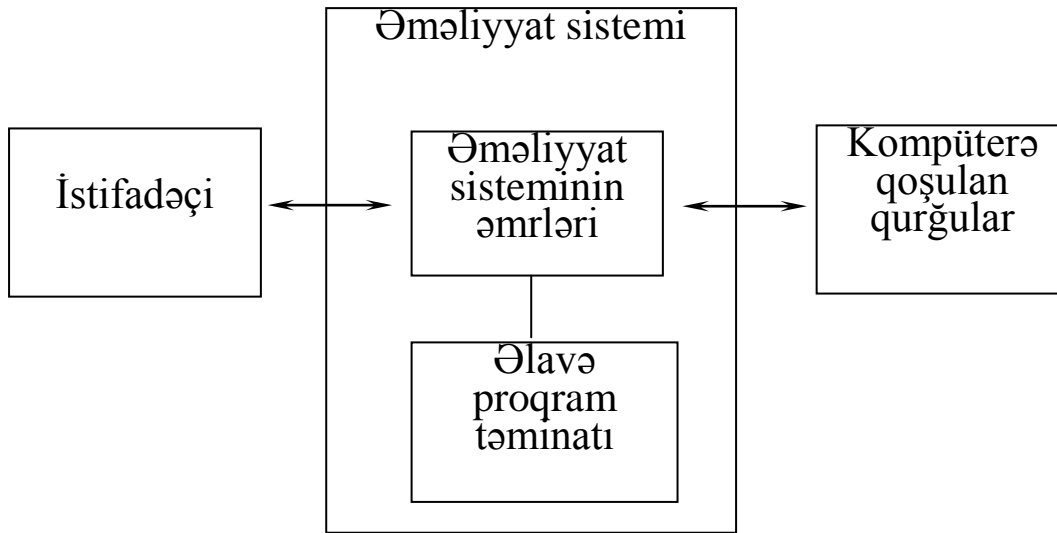 Əməliyyat sistemi
İstifadəçi
Əməliyyat
sisteminin
əmrləri
Kompüterə
qoşulan
qurğular
Əlavə
proqram
təminatı